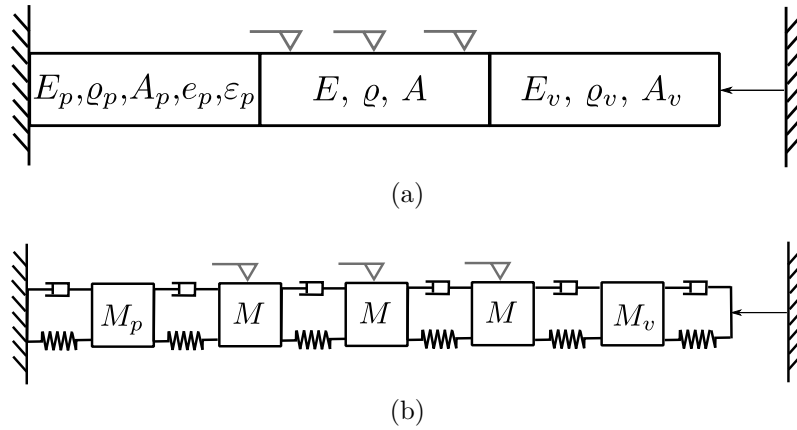 E_p,ϱ_p,A_p,e_p,ε_p E, ϱ, A E_v, ϱ_v, A_v
(a)
M_p M M M M_v
(b)